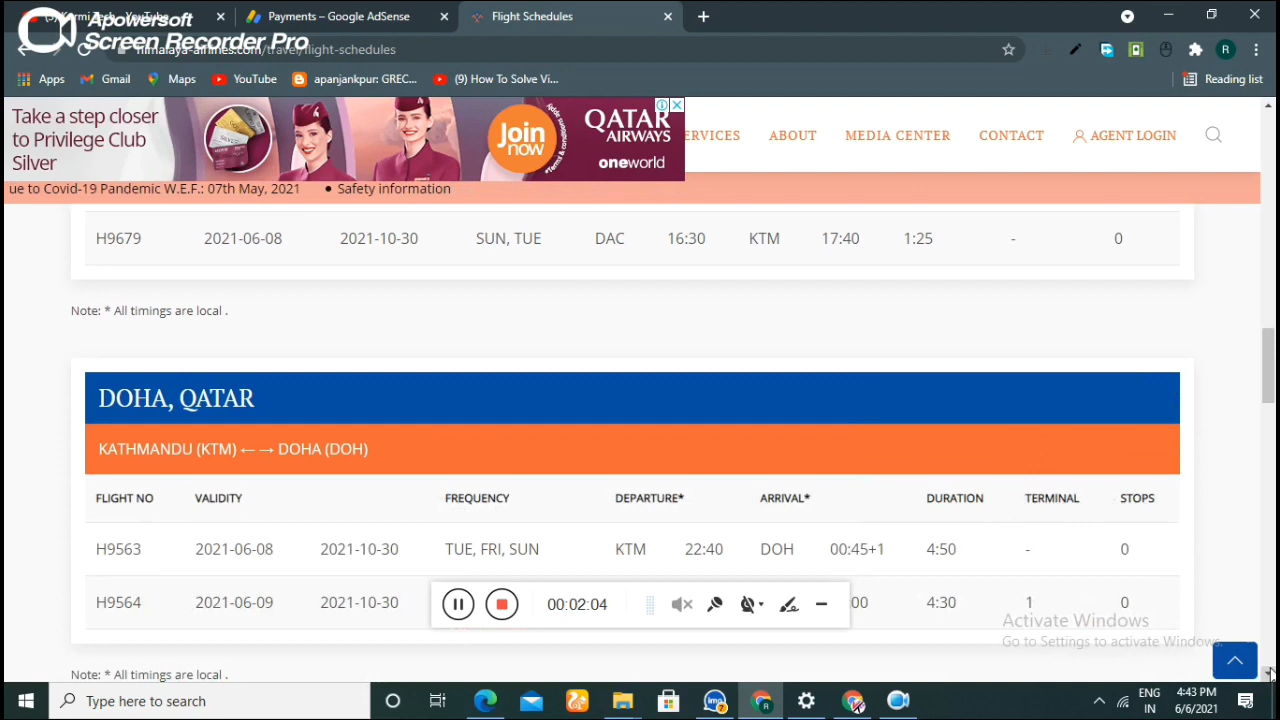 Payments – Google AdSense
Flight Schedules
Apowersoft
Screen Recorder Pro
himalaya-airlines.com/travel/flight-schedules
Apps
Gmail
Maps
YouTube
apanjankpur: GREC...
(9) How To Solve Vi...
Reading list
Take a step closer
to Privilege Club
Silver
Join
now
QATAR
AIRWAYS
oneworld
ERVICES
ABOUT
MEDIA CENTER
CONTACT
AGENT LOGIN
ue to Covid-19 Pandemic W.E.F.: 07th May, 2021 • Safety information
H9679 2021-06-08 2021-10-30 SUN, TUE DAC 16:30 KTM 17:40 1:25 - 0
Note: * All timings are local .
DOHA, QATAR
KATHMANDU (KTM) ←→ DOHA (DOH)
FLIGHT NO VALIDITY FREQUENCY DEPARTURE* ARRIVAL* DURATION TERMINAL STOPS
H9563 2021-06-08 2021-10-30 TUE, FRI, SUN KTM 22:40 DOH 00:45+1 4:50 - 0
H9564 2021-06-09 2021-10-30 :00 4:30 1 0
00:02:04
Activate Windows
Go to Settings to activate Windows.
Note: * All timings are local .
Type here to search
ENG
IN
4:43 PM
6/6/2021